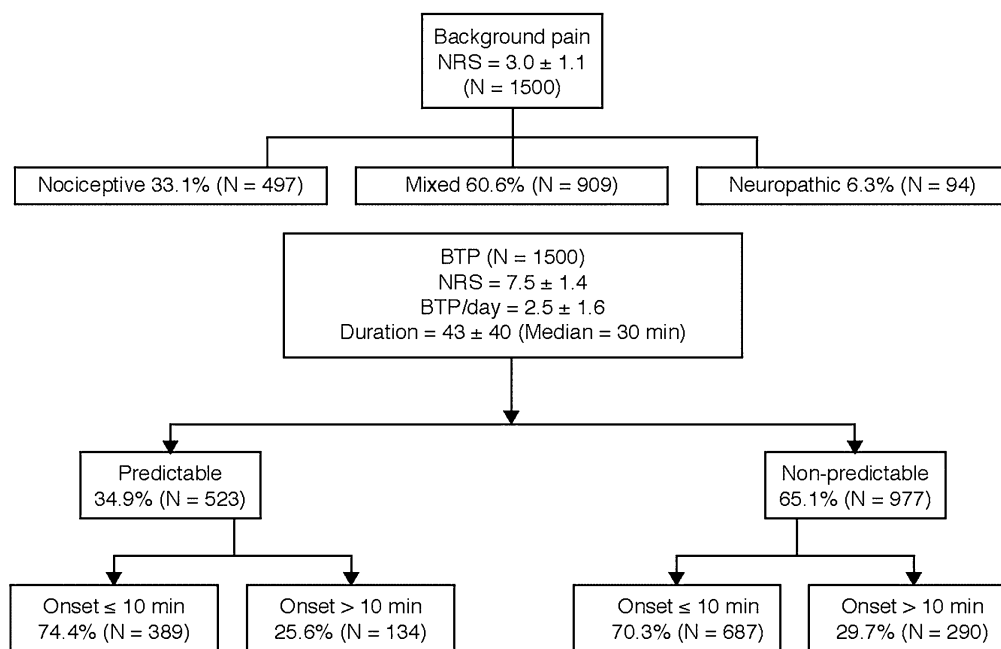 Background pain
NRS = 3.0 ± 1.1
(N = 1500)
Nociceptive 33.1% (N = 497)
Mixed 60.6% (N = 909)
Neuropathic 6.3% (N = 94)
BTP (N = 1500)
NRS = 7.5 ± 1.4
BTP/day = 2.5 ± 1.6
Duration = 43 ± 40 (Median = 30 min)
Predictable
34.9% (N = 523)
Non-predictable
65.1% (N = 977)
Onset ≤ 10 min
74.4% (N = 389)
Onset > 10 min
25.6% (N = 134)
Onset ≤ 10 min
70.3% (N = 687)
Onset > 10 min
29.7% (N = 290)